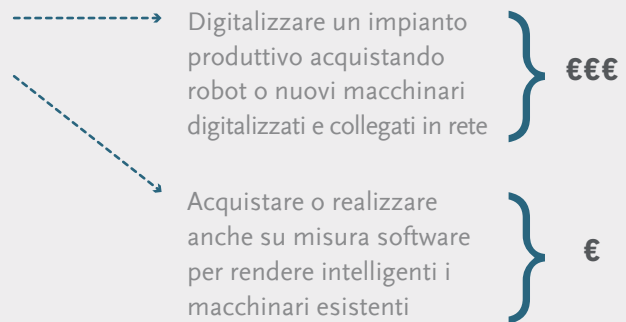 Digitalizzare un impianto
produttivo acquistando
robot o nuovi macchinari
digitalizzati e collegati in rete
€€€
Acquistare o realizzare
anche su misura software
per rendere intelligenti i
macchinari esistenti
€